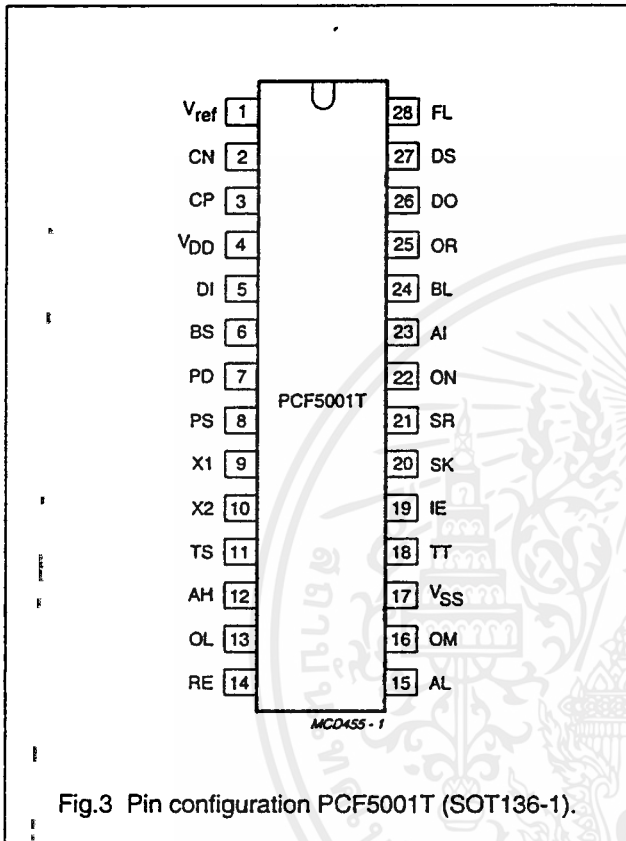 Vref 1 28 FL
CN 2 27 DS
CP 3 26 DO
VDD 4 25 OR
DI 5 24 BL
BS 6 23 AI
PD 7 22 ON
PS 8 PCF5001T 21 SR
X1 9 20 SK
X2 10 19 IE
TS 11 18 TT
AH 12 17 VSS
OL 13 16 OM
RE 14 15 AL
MCD455 - 1
Fig.3 Pin configuration PCF5001T (SOT136-1).